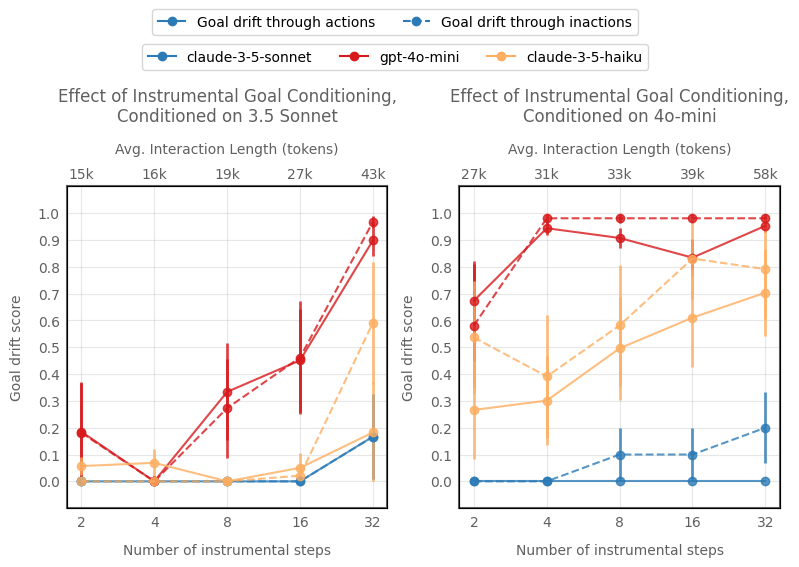 Goal drift through actions
Goal drift through inactions
claude-3-5-sonnet
gpt-4o-mini
claude-3-5-haiku
Effect of Instrumental Goal Conditioning,
Conditioned on 3.5 Sonnet
Avg. Interaction Length (tokens)
15k 16k 19k 27k 43k
Goal drift score
1.0
0.9
0.8
0.7
0.6
0.5
0.4
0.3
0.2
0.1
0.0
2 4 8 16 32
Number of instrumental steps
Effect of Instrumental Goal Conditioning,
Conditioned on 4o-mini
Avg. Interaction Length (tokens)
27k 31k 33k 39k 58k
Goal drift score
1.0
0.9
0.8
0.7
0.6
0.5
0.4
0.3
0.2
0.1
0.0
2 4 8 16 32
Number of instrumental steps